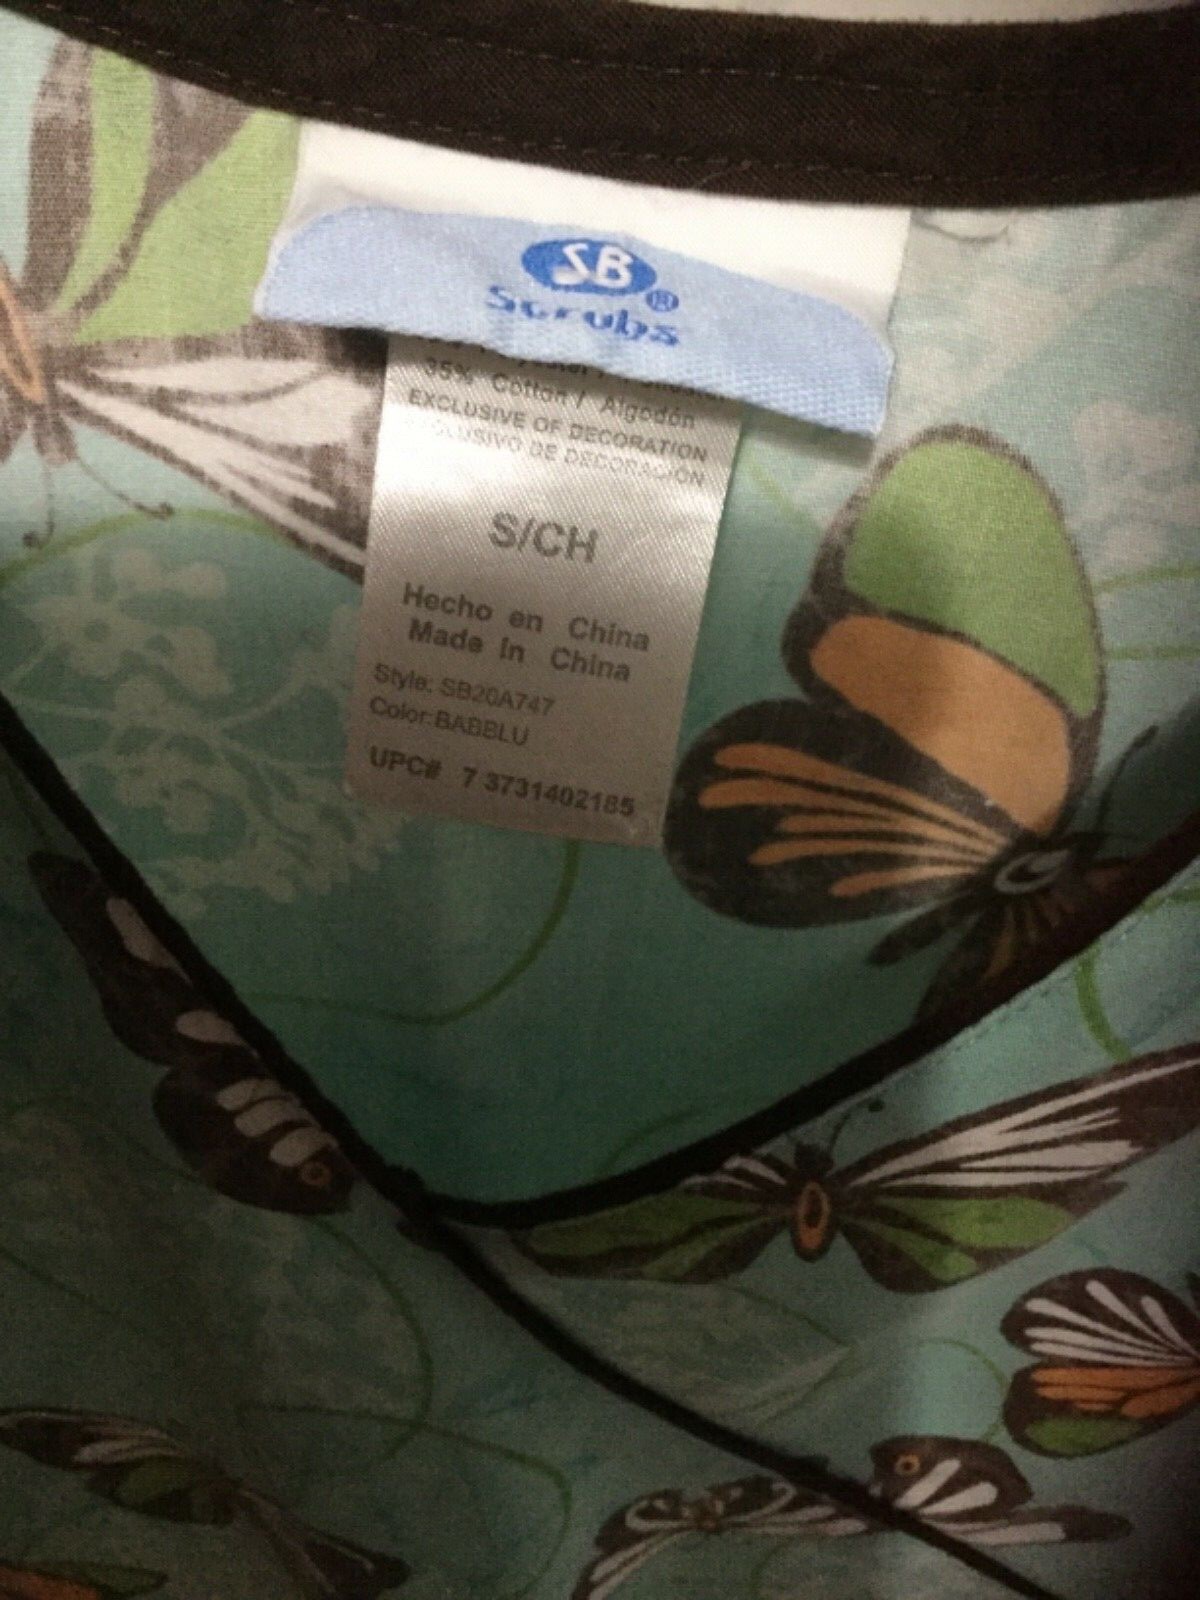 SB®
Scrubs
35% Cotton / Algodón
EXCLUSIVE OF DECORATION
EXCLUSIVO DE DECORACIÓN
S/CH
Hecho en China
Made In China
Style: SB20A747
Color:BABBLU
UPC# 7 3731402185